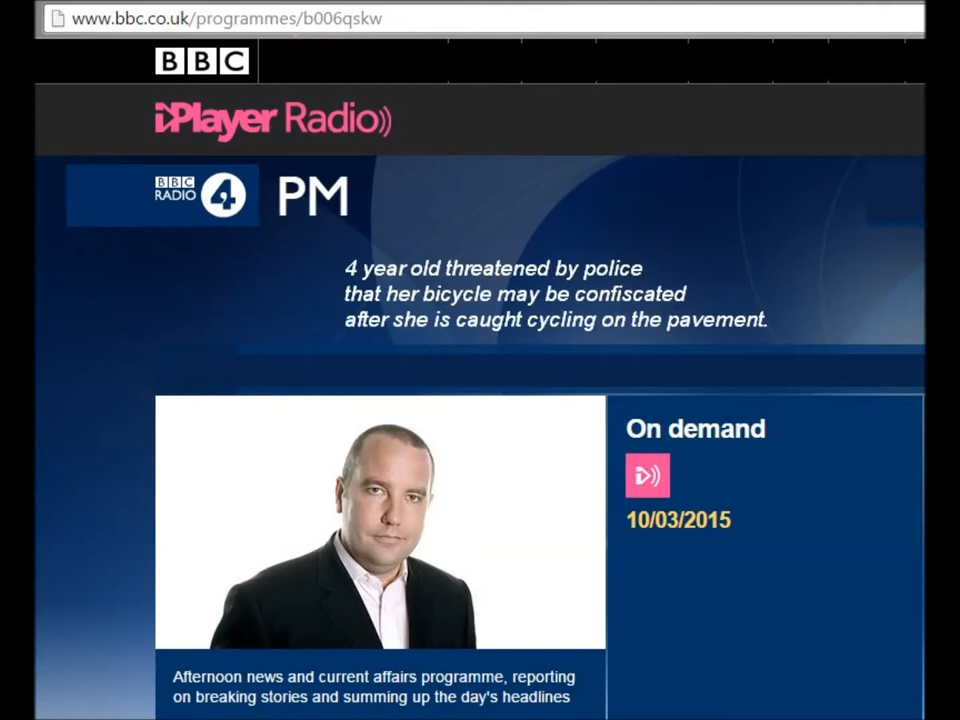 www.bbc.co.uk/programmes/b006qskw
BBC
iPlayer Radio
BBC RADIO 4 PM
4 year old threatened by police
that her bicycle may be confiscated
after she is caught cycling on the pavement.
On demand
10/03/2015
Afternoon news and current affairs programme, reporting
on breaking stories and summing up the day's headlines